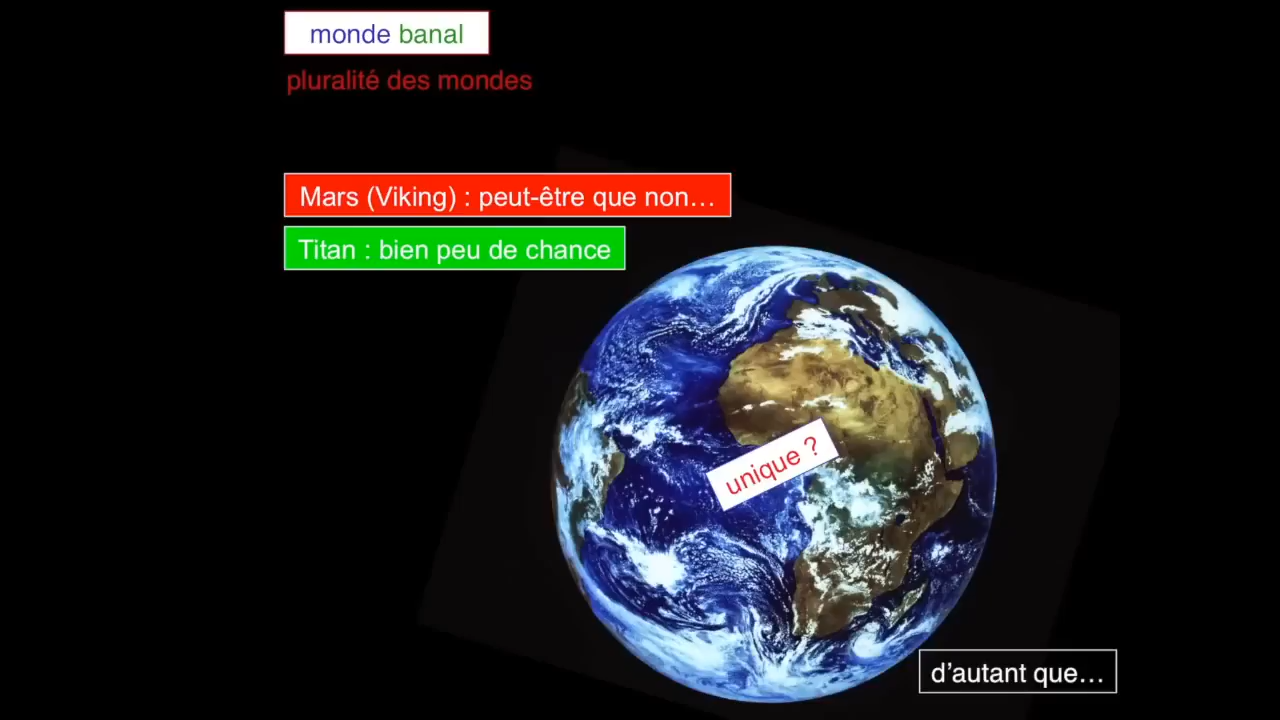 monde banal
pluralité des mondes
Mars (Viking) : peut-être que non…
Titan : bien peu de chance
unique ?
d’autant que…